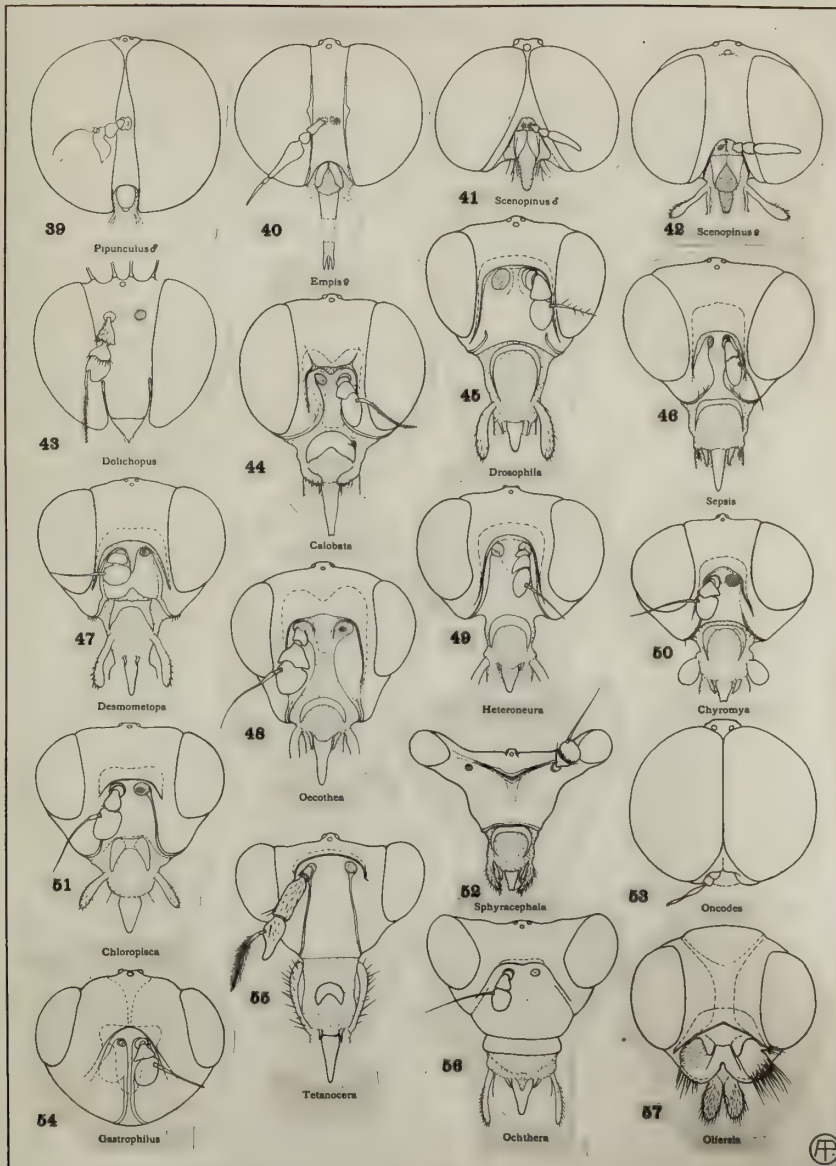 39
Pipunculus ♂
40
Empis ♀
41
Scenopinus ♂
42
Scenopinus ♀
43
Dolichopus
44
Calobata
45
Drosophila
46
Sepsis
47
Desmometopa
48
Oecothea
49
Heteroneura
50
Chyromya
51
Chloropisca
52
Sphyracephala
53
Oncodes
54
Gastrophilus
55
Tetanocera
56
Ochthera
57
Olfersia